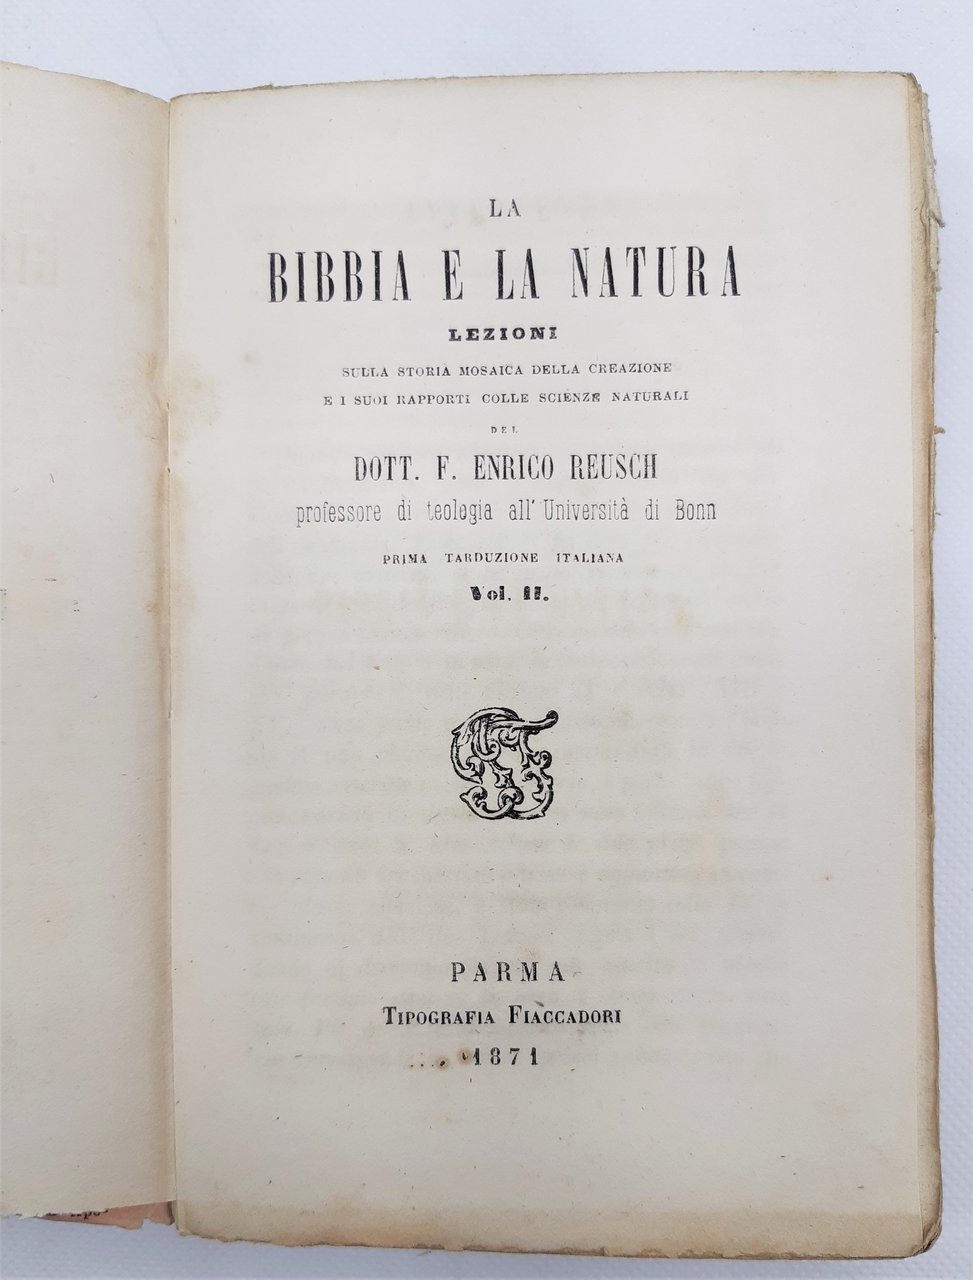 LA
BIBBIA E LA NATURA
LEZIONI
SULLA STORIA MOSAICA DELLA CREAZIONE
E I SUOI RAPPORTI COLLE SCIENZE NATURALI
DEL
DOTT. F. ENRICO REUSCH
professore di teologia all' Università di Bonn
PRIMA TARDUZIONE ITALIANA
Vol. II.
PARMA
TIPOGRAFIA FIACCADORI
1871